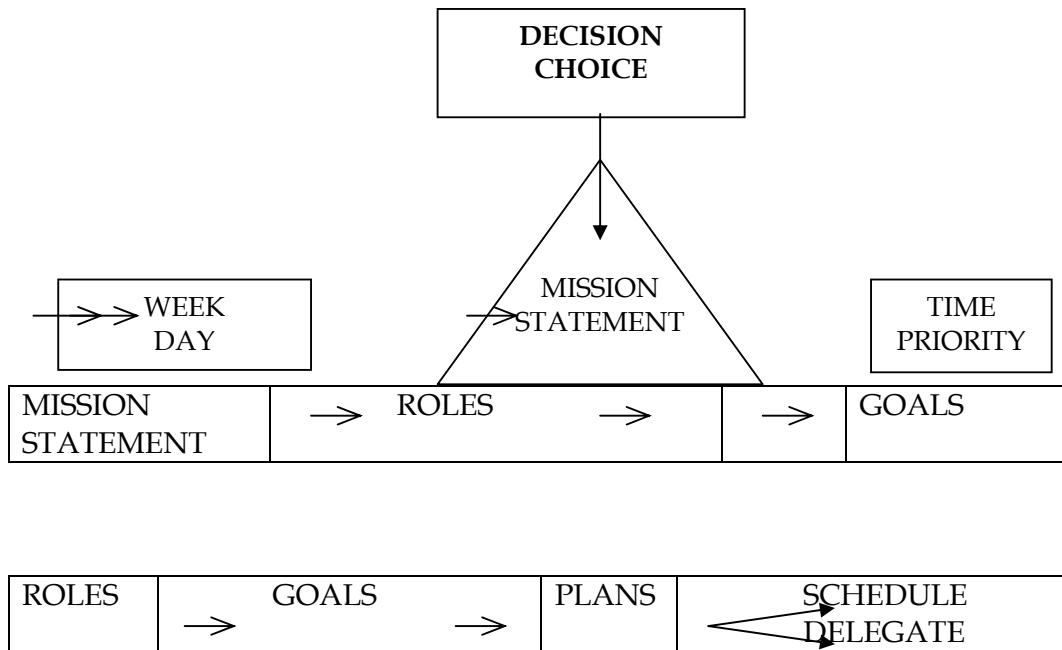 DECISION
CHOICE
MISSION
STATEMENT
WEEK
DAY
TIME
PRIORITY
MISSION
STATEMENT
ROLES
GOALS
ROLES
GOALS
PLANS
SCHEDULE
DELEGATE